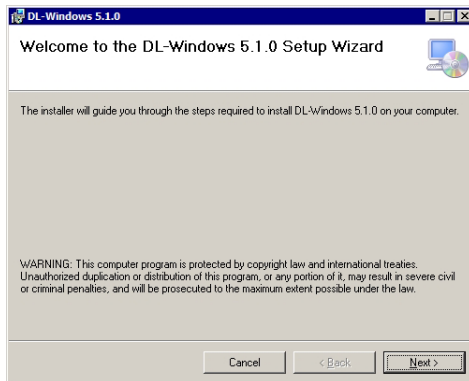 DL-Windows 5.1.0
Welcome to the DL-Windows 5.1.0 Setup Wizard
The installer will guide you through the steps required to install DL-Windows 5.1.0 on your computer.
WARNING: This computer program is protected by copyright law and international treaties.
Unauthorized duplication or distribution of this program, or any portion of it, may result in severe civil
or criminal penalties, and will be prosecuted to the maximum extent possible under the law.
Cancel < Back Next >